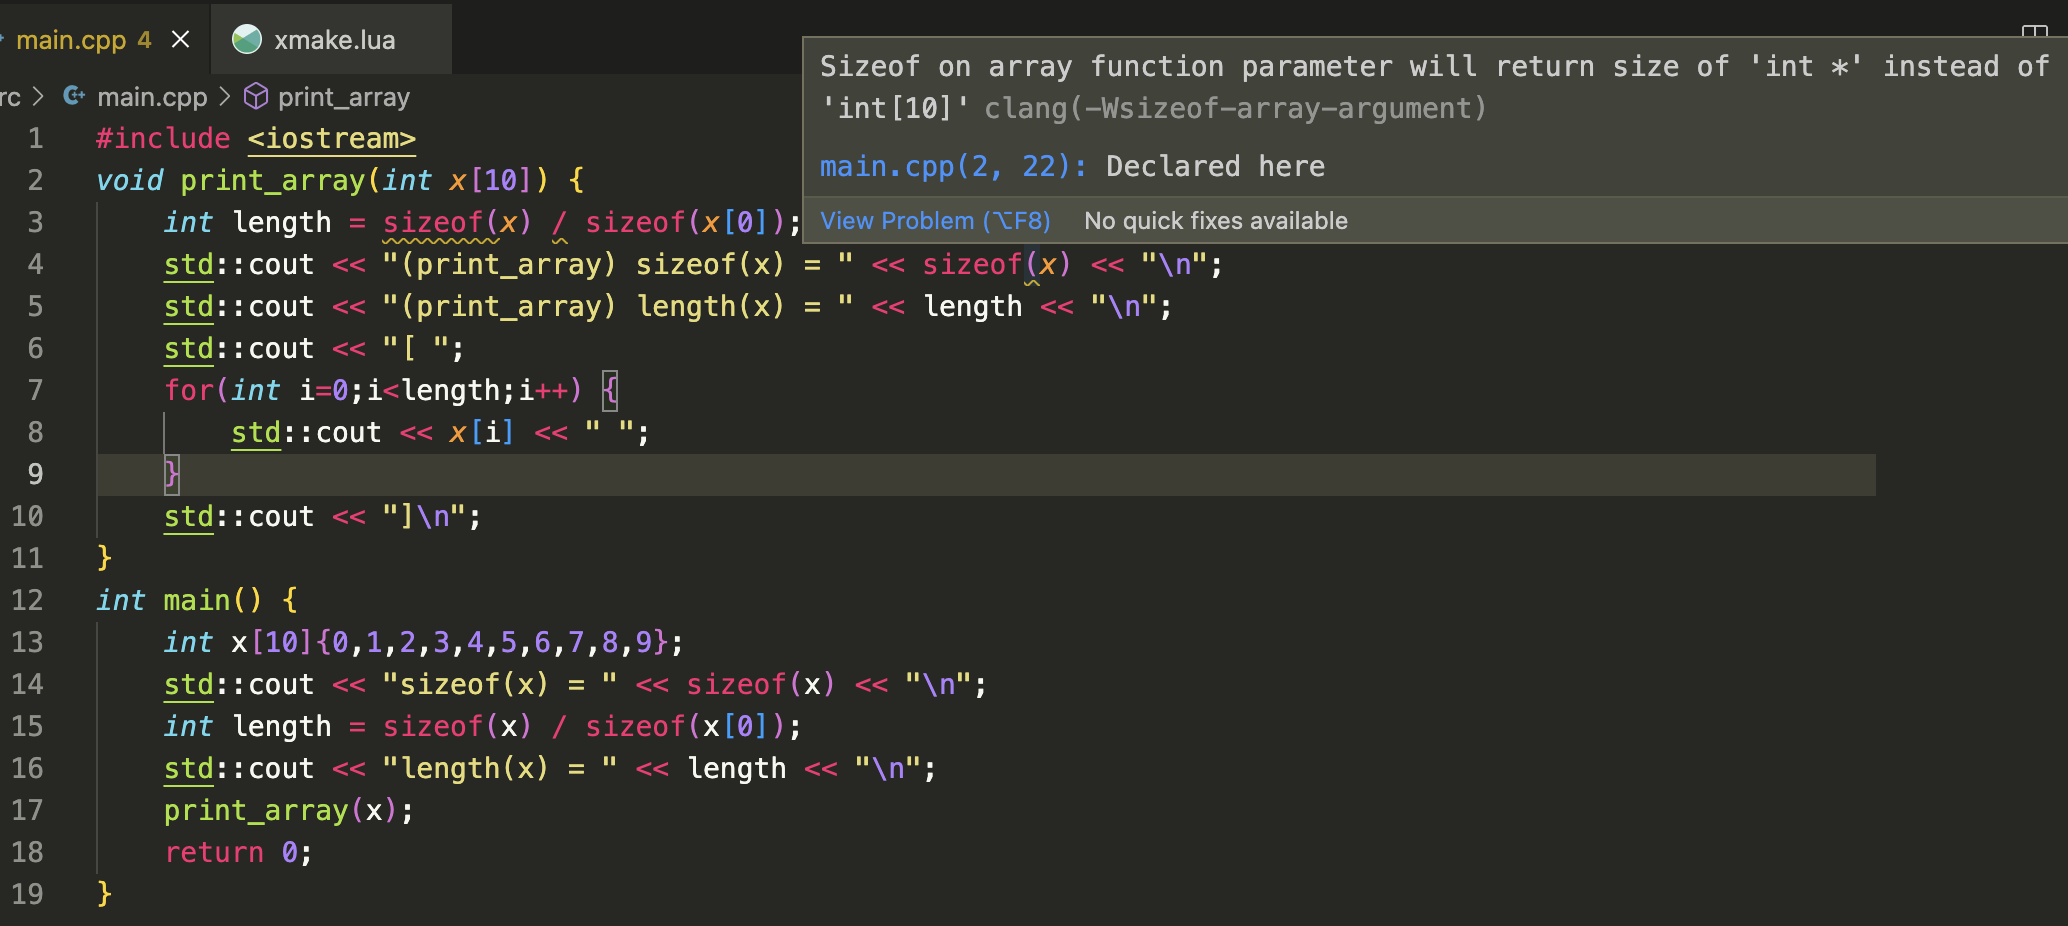 main.cpp 4 × xmake.lua
rc > main.cpp > print_array
Sizeof on array function parameter will return size of 'int *' instead of
'int[10]' clang(-Wsizeof-array-argument)
main.cpp(2, 22): Declared here
View Problem (⌥F8) No quick fixes available
1 #include <iostream>
2 void print_array(int x[10]) {
3     int length = sizeof(x) / sizeof(x[0]);
4     std::cout << "(print_array) sizeof(x) = " << sizeof(x) << "\n";
5     std::cout << "(print_array) length(x) = " << length << "\n";
6     std::cout << "[ ";
7     for(int i=0;i<length;i++) {
8         std::cout << x[i] << " ";
9     }
10     std::cout << "]\n";
11 }
12 int main() {
13     int x[10]{0,1,2,3,4,5,6,7,8,9};
14     std::cout << "sizeof(x) = " << sizeof(x) << "\n";
15     int length = sizeof(x) / sizeof(x[0]);
16     std::cout << "length(x) = " << length << "\n";
17     print_array(x);
18     return 0;
19 }